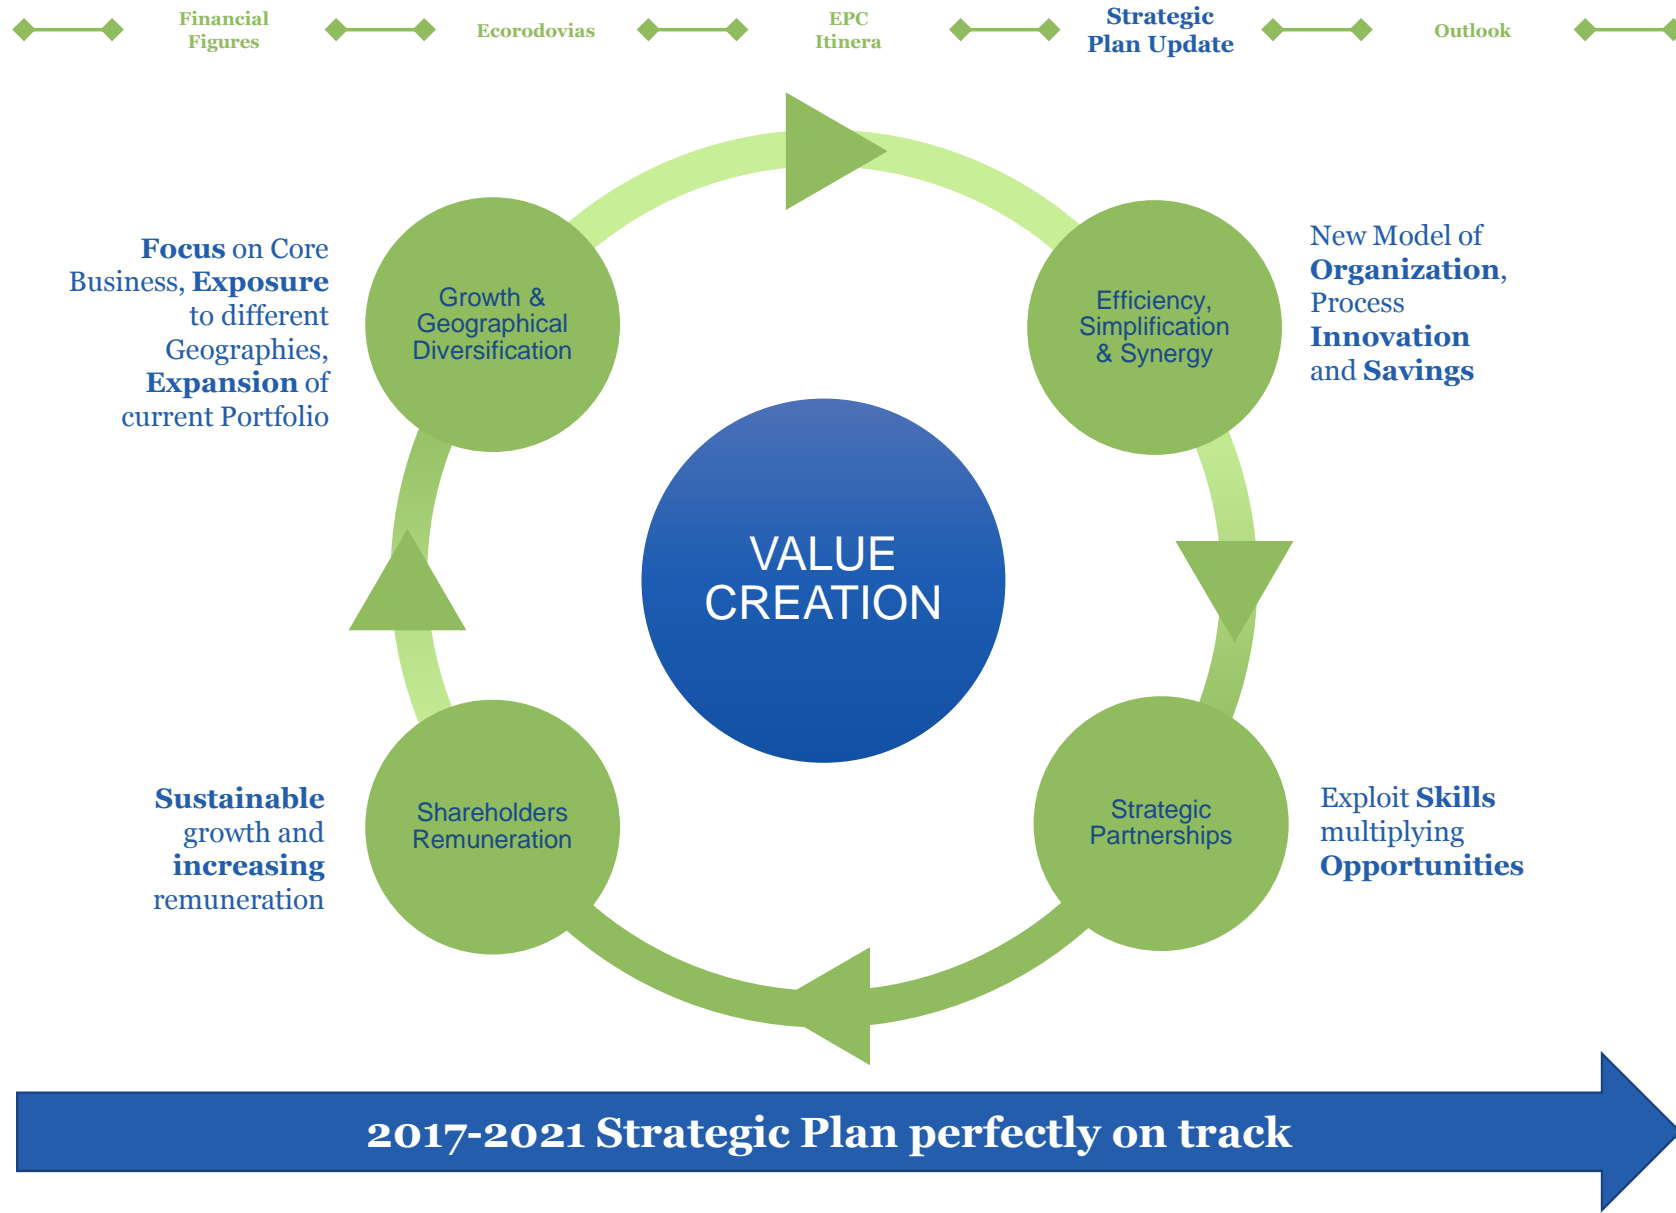 Financial
Figures
Ecorodovias
EPC
Itinera
Strategic
Plan Update
Outlook
Focus on Core
Business, Exposure
to different
Geographies,
Expansion of
current Portfolio
Growth &
Geographical
Diversification
Efficiency,
Simplification
& Synergy
New Model of
Organization,
Process
Innovation
and Savings
VALUE
CREATION
Sustainable
growth and
increasing
remuneration
Shareholders
Remuneration
Strategic
Partnerships
Exploit Skills
multiplying
Opportunities
2017-2021 Strategic Plan perfectly on track